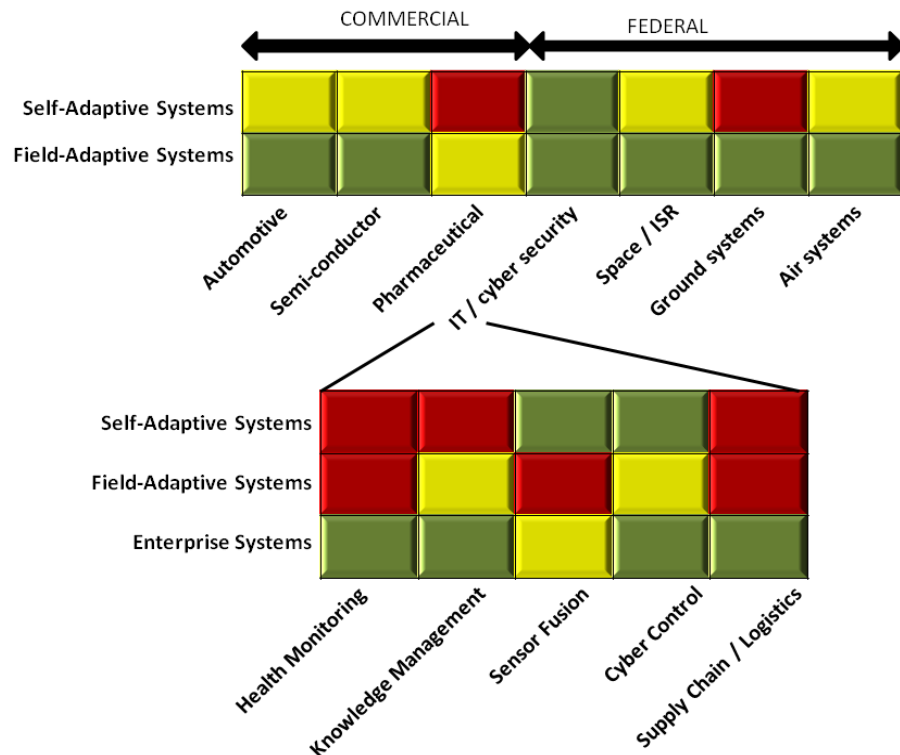 COMMERCIAL
FEDERAL
Self-Adaptive Systems
Field-Adaptive Systems
Automotive
Semi-conductor
Pharmaceutical
IT / cyber security
Space / ISR
Ground systems
Air systems
Self-Adaptive Systems
Field-Adaptive Systems
Enterprise Systems
Health Monitoring
Knowledge Management
Sensor Fusion
Cyber Control
Supply Chain / Logistics